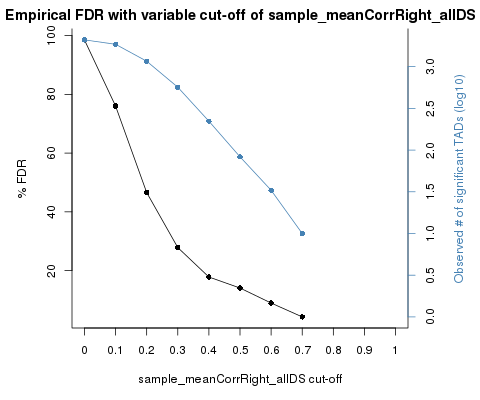 Empirical FDR with variable cut-off of sample_meanCorrRight_allDS
% FDR
100
80
60
40
20
3.0
2.5
2.0
1.5
1.0
0.5
0.0
Observed # of significant TADs (log10)
0 0.1 0.2 0.3 0.4 0.5 0.6 0.7 0.8 0.9 1
sample_meanCorrRight_allDS cut-off